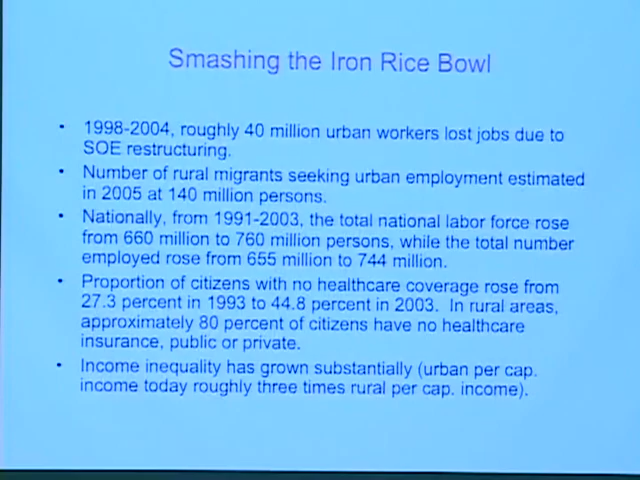 Smashing the Iron Rice Bowl
• 1998-2004, roughly 40 million urban workers lost jobs due to
SOE restructuring.
• Number of rural migrants seeking urban employment estimated
in 2005 at 140 million persons.
• Nationally, from 1991-2003, the total national labor force rose
from 660 million to 760 million persons, while the total number
employed rose from 655 million to 744 million.
• Proportion of citizens with no healthcare coverage rose from
27.3 percent in 1993 to 44.8 percent in 2003. In rural areas,
approximately 80 percent of citizens have no healthcare
insurance, public or private.
• Income inequality has grown substantially (urban per cap.
income today roughly three times rural per cap. income).